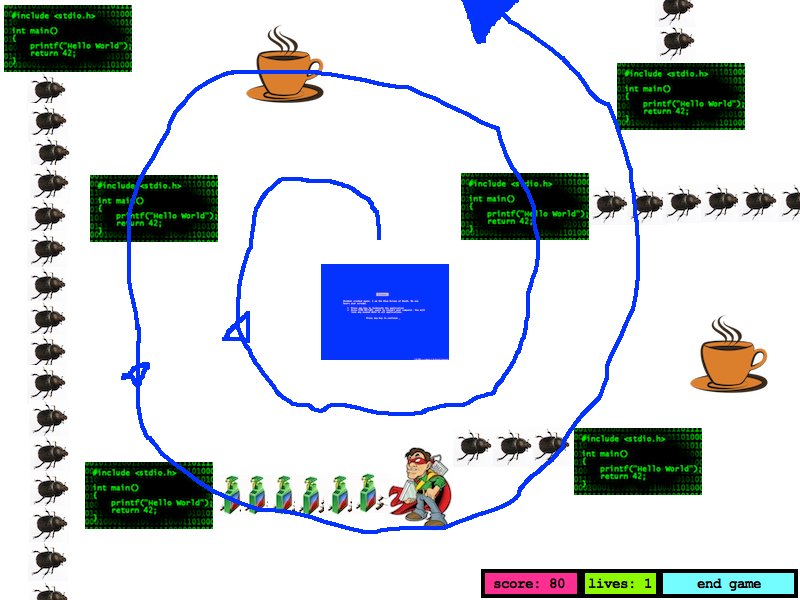 #include <stdio.h>
int main()
{
printf("Hello World");
return 42;
}
#include <stdio.h>
int main()
{
printf("Hello World");
return 42;
}
#include <stdio.h>
int main()
{
printf("Hello World");
return 42;
}
#include <stdio.h>
int main()
{
printf("Hello World");
return 42;
}
#include <stdio.h>
int main()
{
printf("Hello World");
return 42;
}
#include <stdio.h>
int main()
{
printf("Hello World");
return 42;
}
score: 80
lives: 1
end game